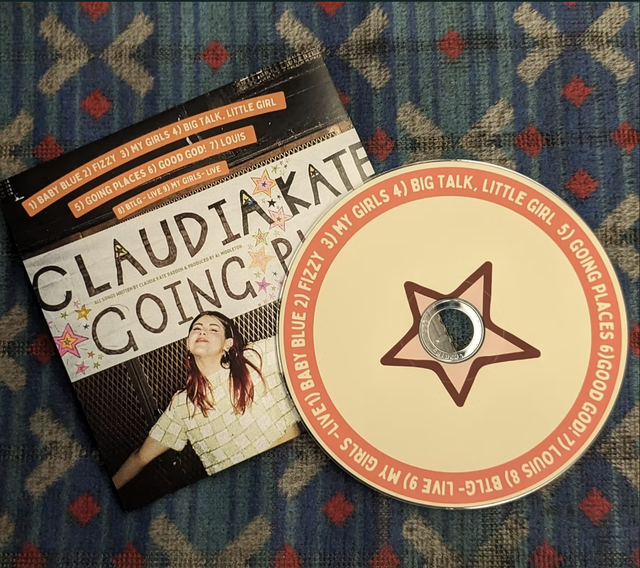 1) BABY BLUE 2) FIZZY 3) MY GIRLS 4) BIG TALK, LITTLE GIRL
5) GOING PLACES 6) GOOD GOD! 7) LOUIS
8) BTLG - LIVE 9) MY GIRLS - LIVE
CLAUDIA KATE
ALL SONGS WRITTEN BY CLAUDIA KATE
PRODUCED BY AL MIDDLETON
GOING PL
1) BABY BLUE 2) FIZZY 3) MY GIRLS 4) BIG TALK, LITTLE GIRL 5) GOING PLACES 6) GOOD GOD! 7) LOUIS 8) BTLG - LIVE 9) MY GIRLS - LIVE